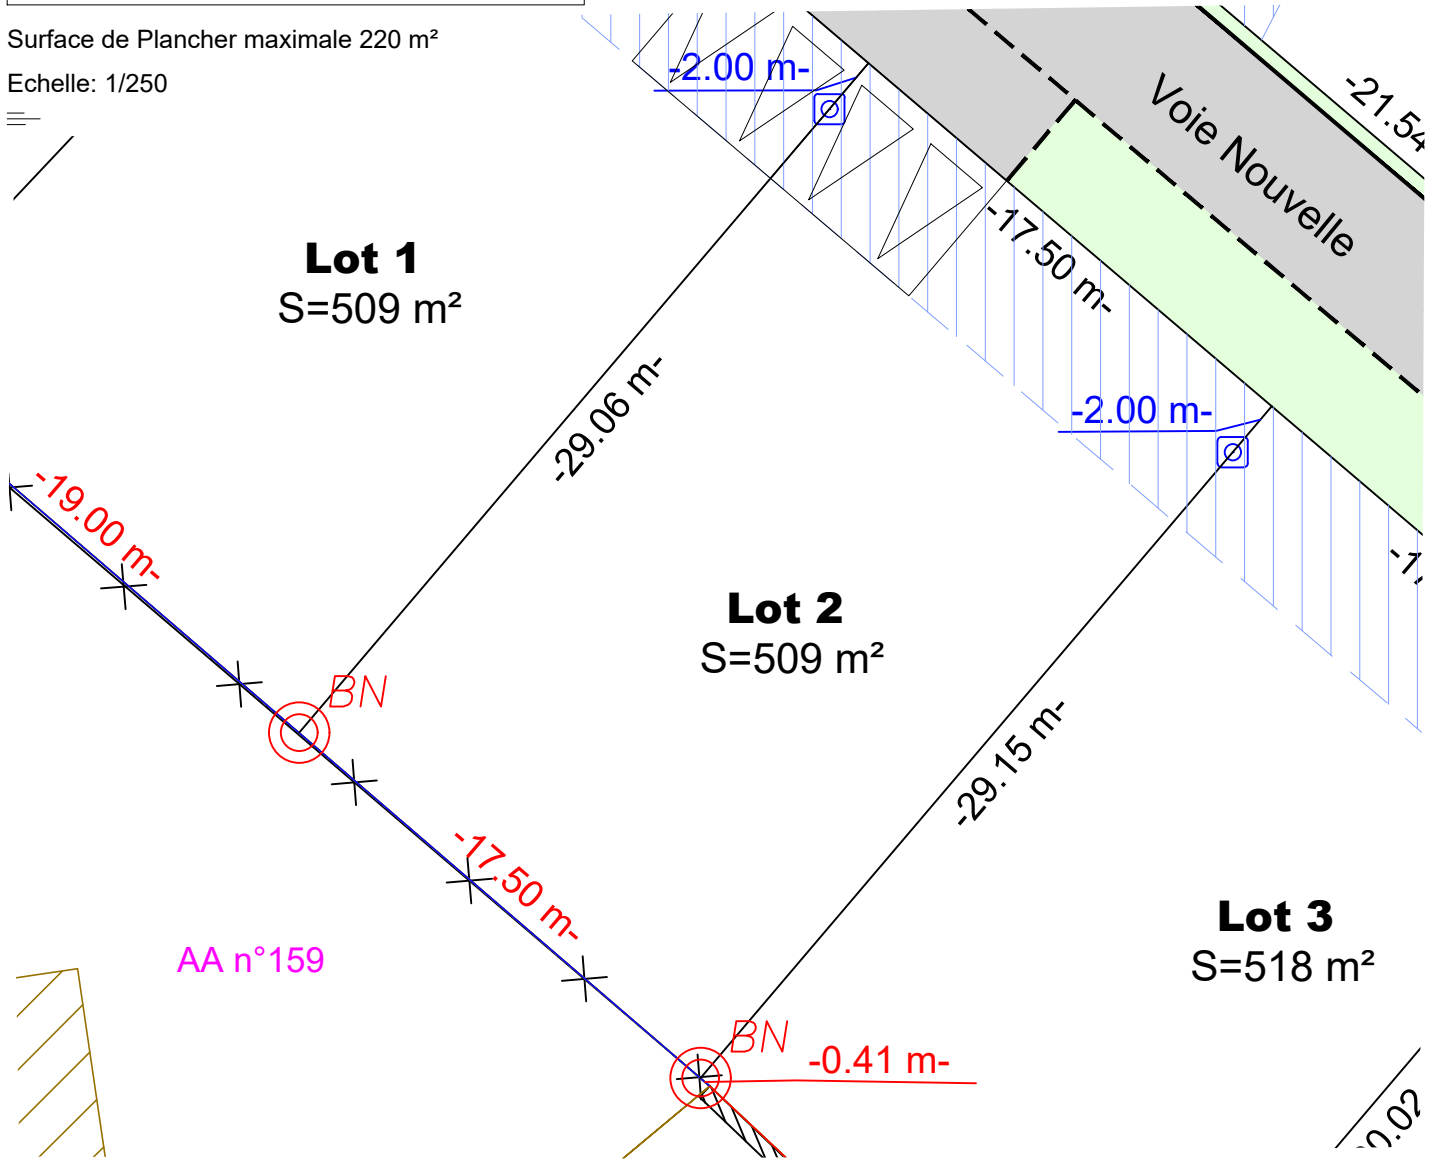 Surface de Plancher maximale 220 m²
Echelle: 1/250
-2.00 m-
Voie Nouvelle
-21.54
Lot 1
S=509 m²
-17.50 m-
-29.06 m-
-2.00 m-
-19.00 m-
Lot 2
S=509 m²
BN
-29.15 m-
-17.50 m-
Lot 3
S=518 m²
AA n°159
BN
-0.41 m-